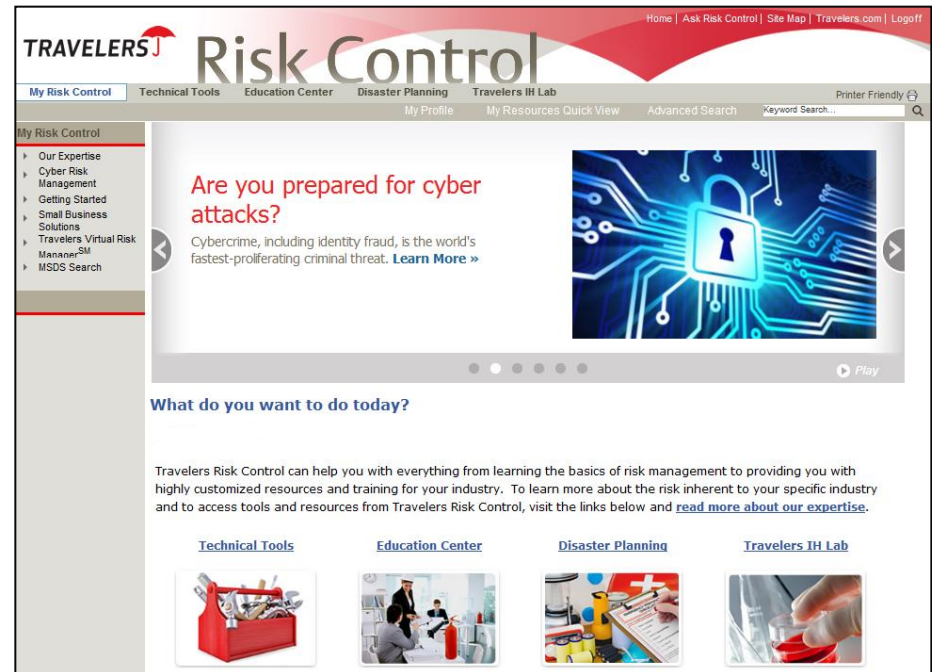 Home | Ask Risk Control | Site Map | Travelers.com | Logoff
TRAVELERS
Risk Control
My Risk Control Technical Tools Education Center Disaster Planning Travelers IH Lab Printer Friendly
My Profile My Resources Quick View Advanced Search Keyword Search...
My Risk Control
Our Expertise
Cyber Risk
Management
Getting Started
Small Business
Solutions
Travelers Virtual Risk
Manager SM
MSDS Search
Are you prepared for cyber
attacks?
Cybercrime, including identity fraud, is the world's
fastest-proliferating criminal threat. Learn More »
Play
What do you want to do today?
Travelers Risk Control can help you with everything from learning the basics of risk management to providing you with
highly customized resources and training for your industry. To learn more about the risk inherent to your specific industry
and to access tools and resources from Travelers Risk Control, visit the links below and read more about our expertise.
Technical Tools Education Center Disaster Planning Travelers IH Lab